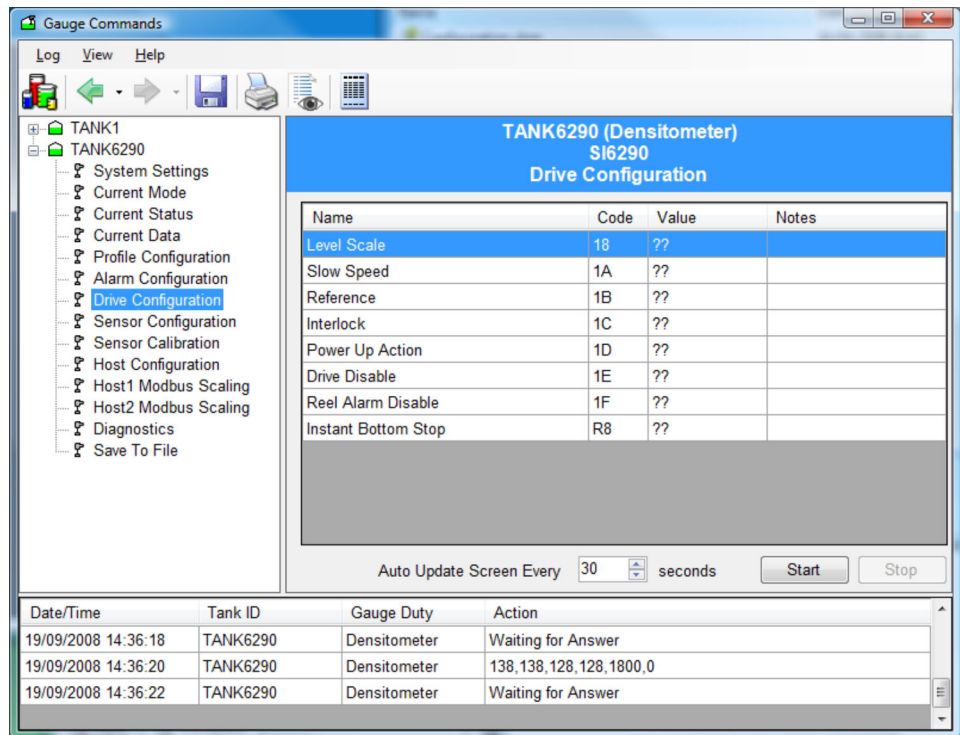 Gauge Commands
Log View Help
TANK1
TANK6290
System Settings
Current Mode
Current Status
Current Data
Profile Configuration
Alarm Configuration
Drive Configuration
Sensor Configuration
Sensor Calibration
Host Configuration
Host1 Modbus Scaling
Host2 Modbus Scaling
Diagnostics
Save To File
TANK6290 (Densitometer)
SI6290
Drive Configuration
Name Code Value Notes
Level Scale 18 ??
Slow Speed 1A ??
Reference 1B ??
Interlock 1C ??
Power Up Action 1D ??
Drive Disable 1E ??
Reel Alarm Disable 1F ??
Instant Bottom Stop R8 ??
Auto Update Screen Every 30 seconds Start Stop
Date/Time Tank ID Gauge Duty Action
19/09/2008 14:36:18 TANK6290 Densitometer Waiting for Answer
19/09/2008 14:36:20 TANK6290 Densitometer 138,138,128,128,1800,0
19/09/2008 14:36:22 TANK6290 Densitometer Waiting for Answer